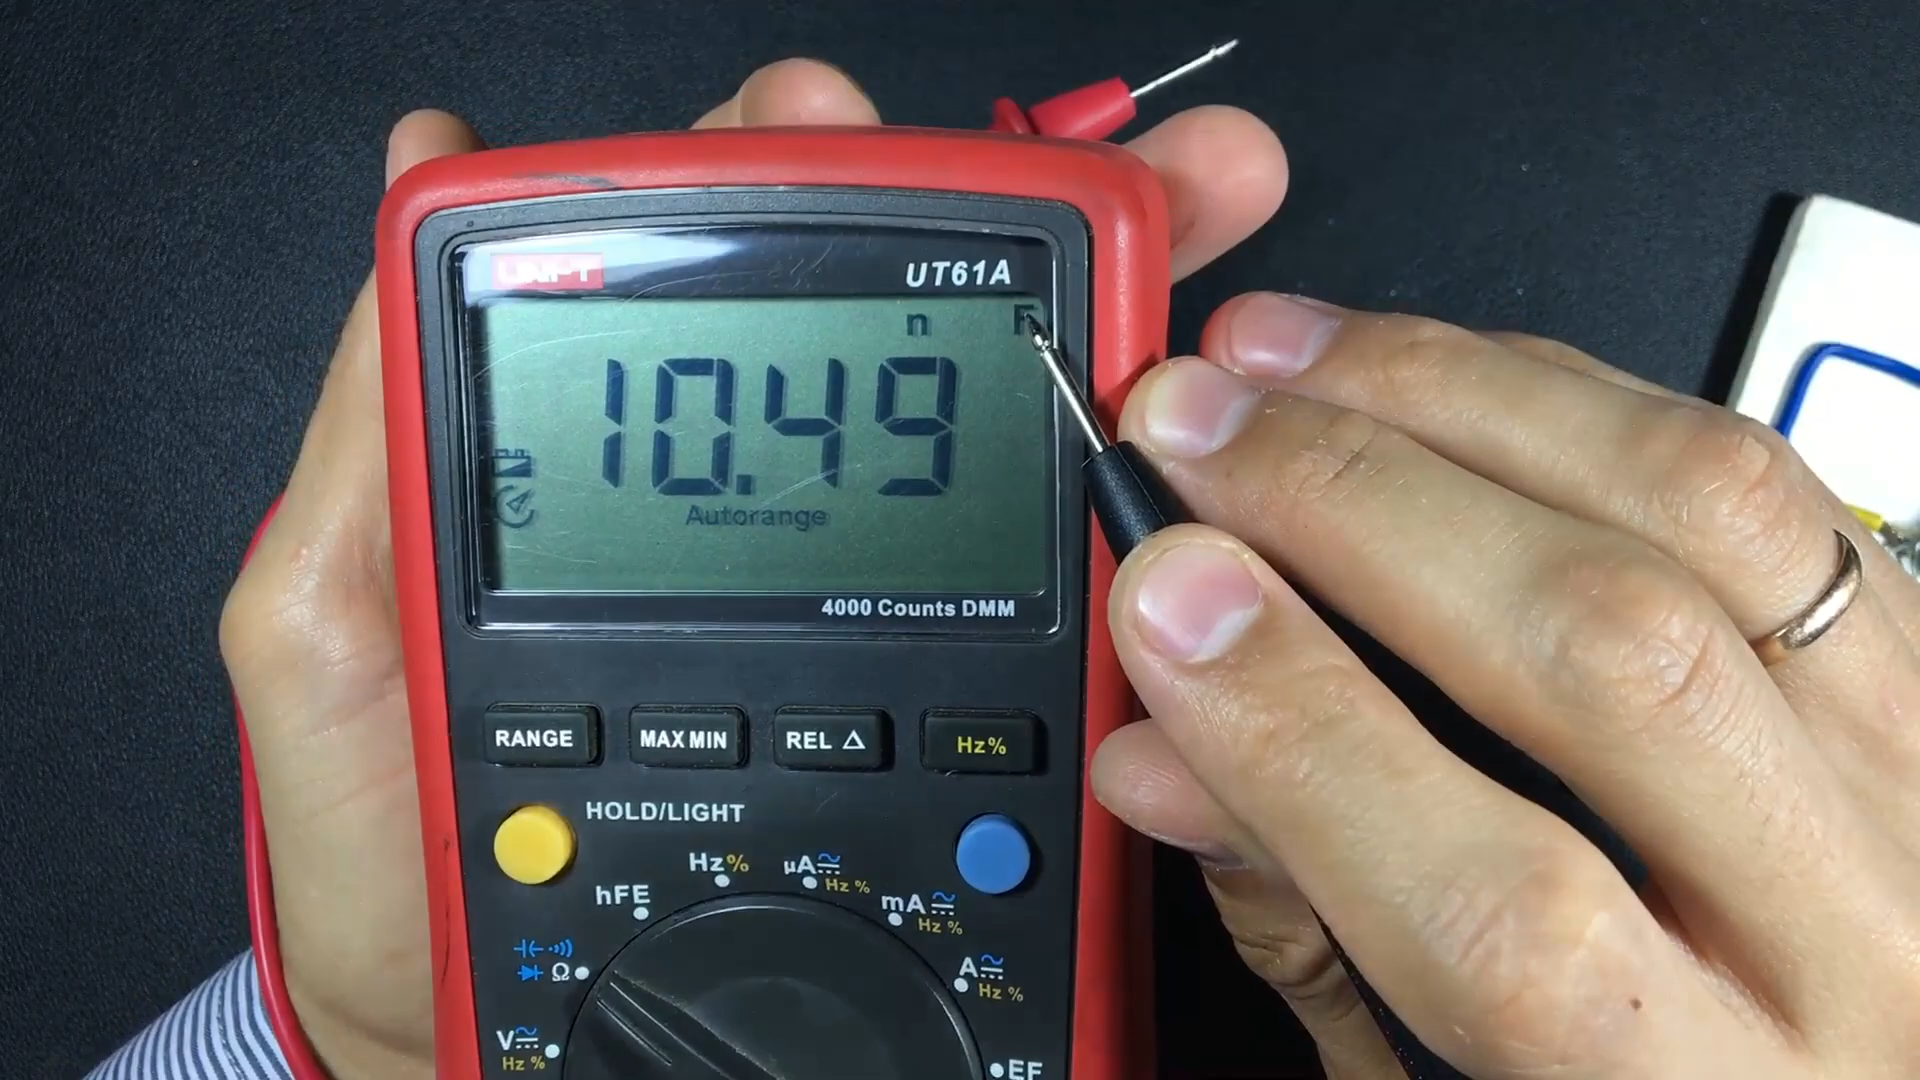 UNI-T
UT61A
n F
10.49
Autorange
4000 Counts DMM
RANGE MAX MIN REL △ Hz%
HOLD/LIGHT
Hz% µA Hz %
hFE mA Hz %
Ω A Hz %
V Hz %
EF